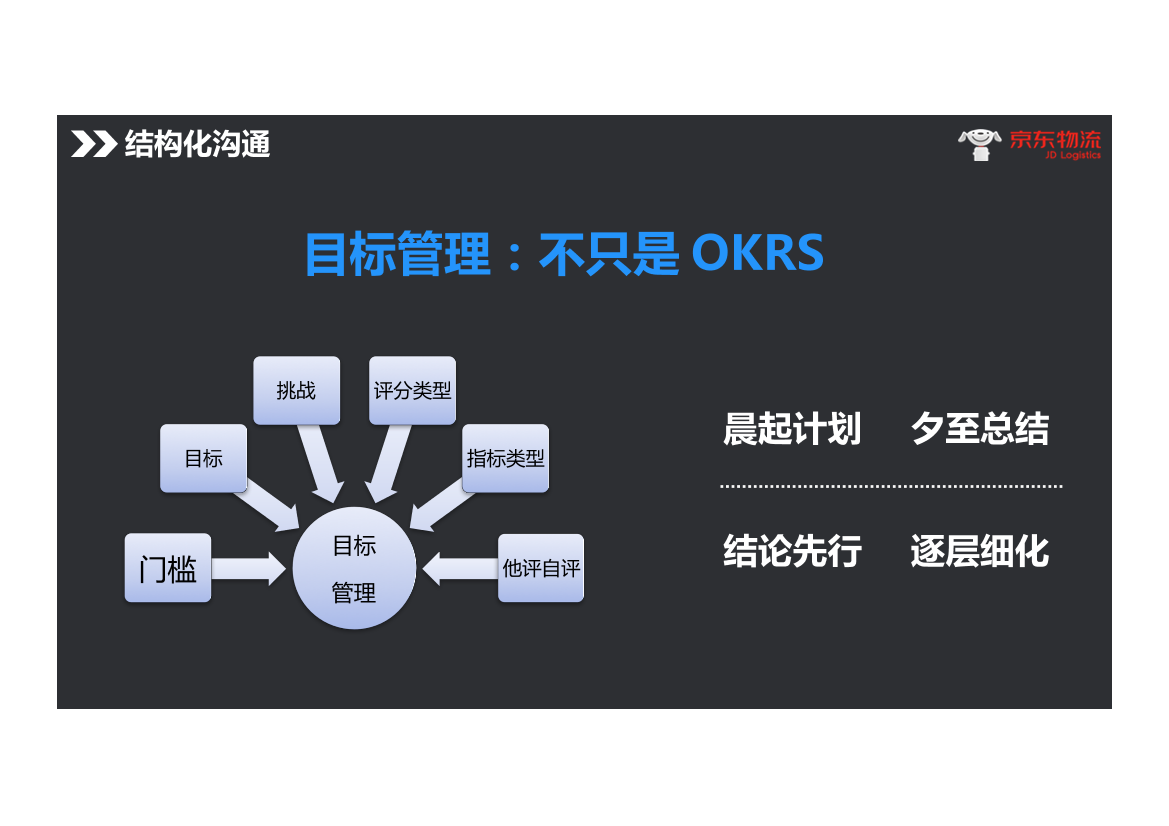 结构化沟通
京东物流
JD Logistics
目标管理：不只是 OKRS
挑战
评分类型
目标
指标类型
门槛
目标
管理
他评自评
晨起计划 夕至总结
结论先行 逐层细化